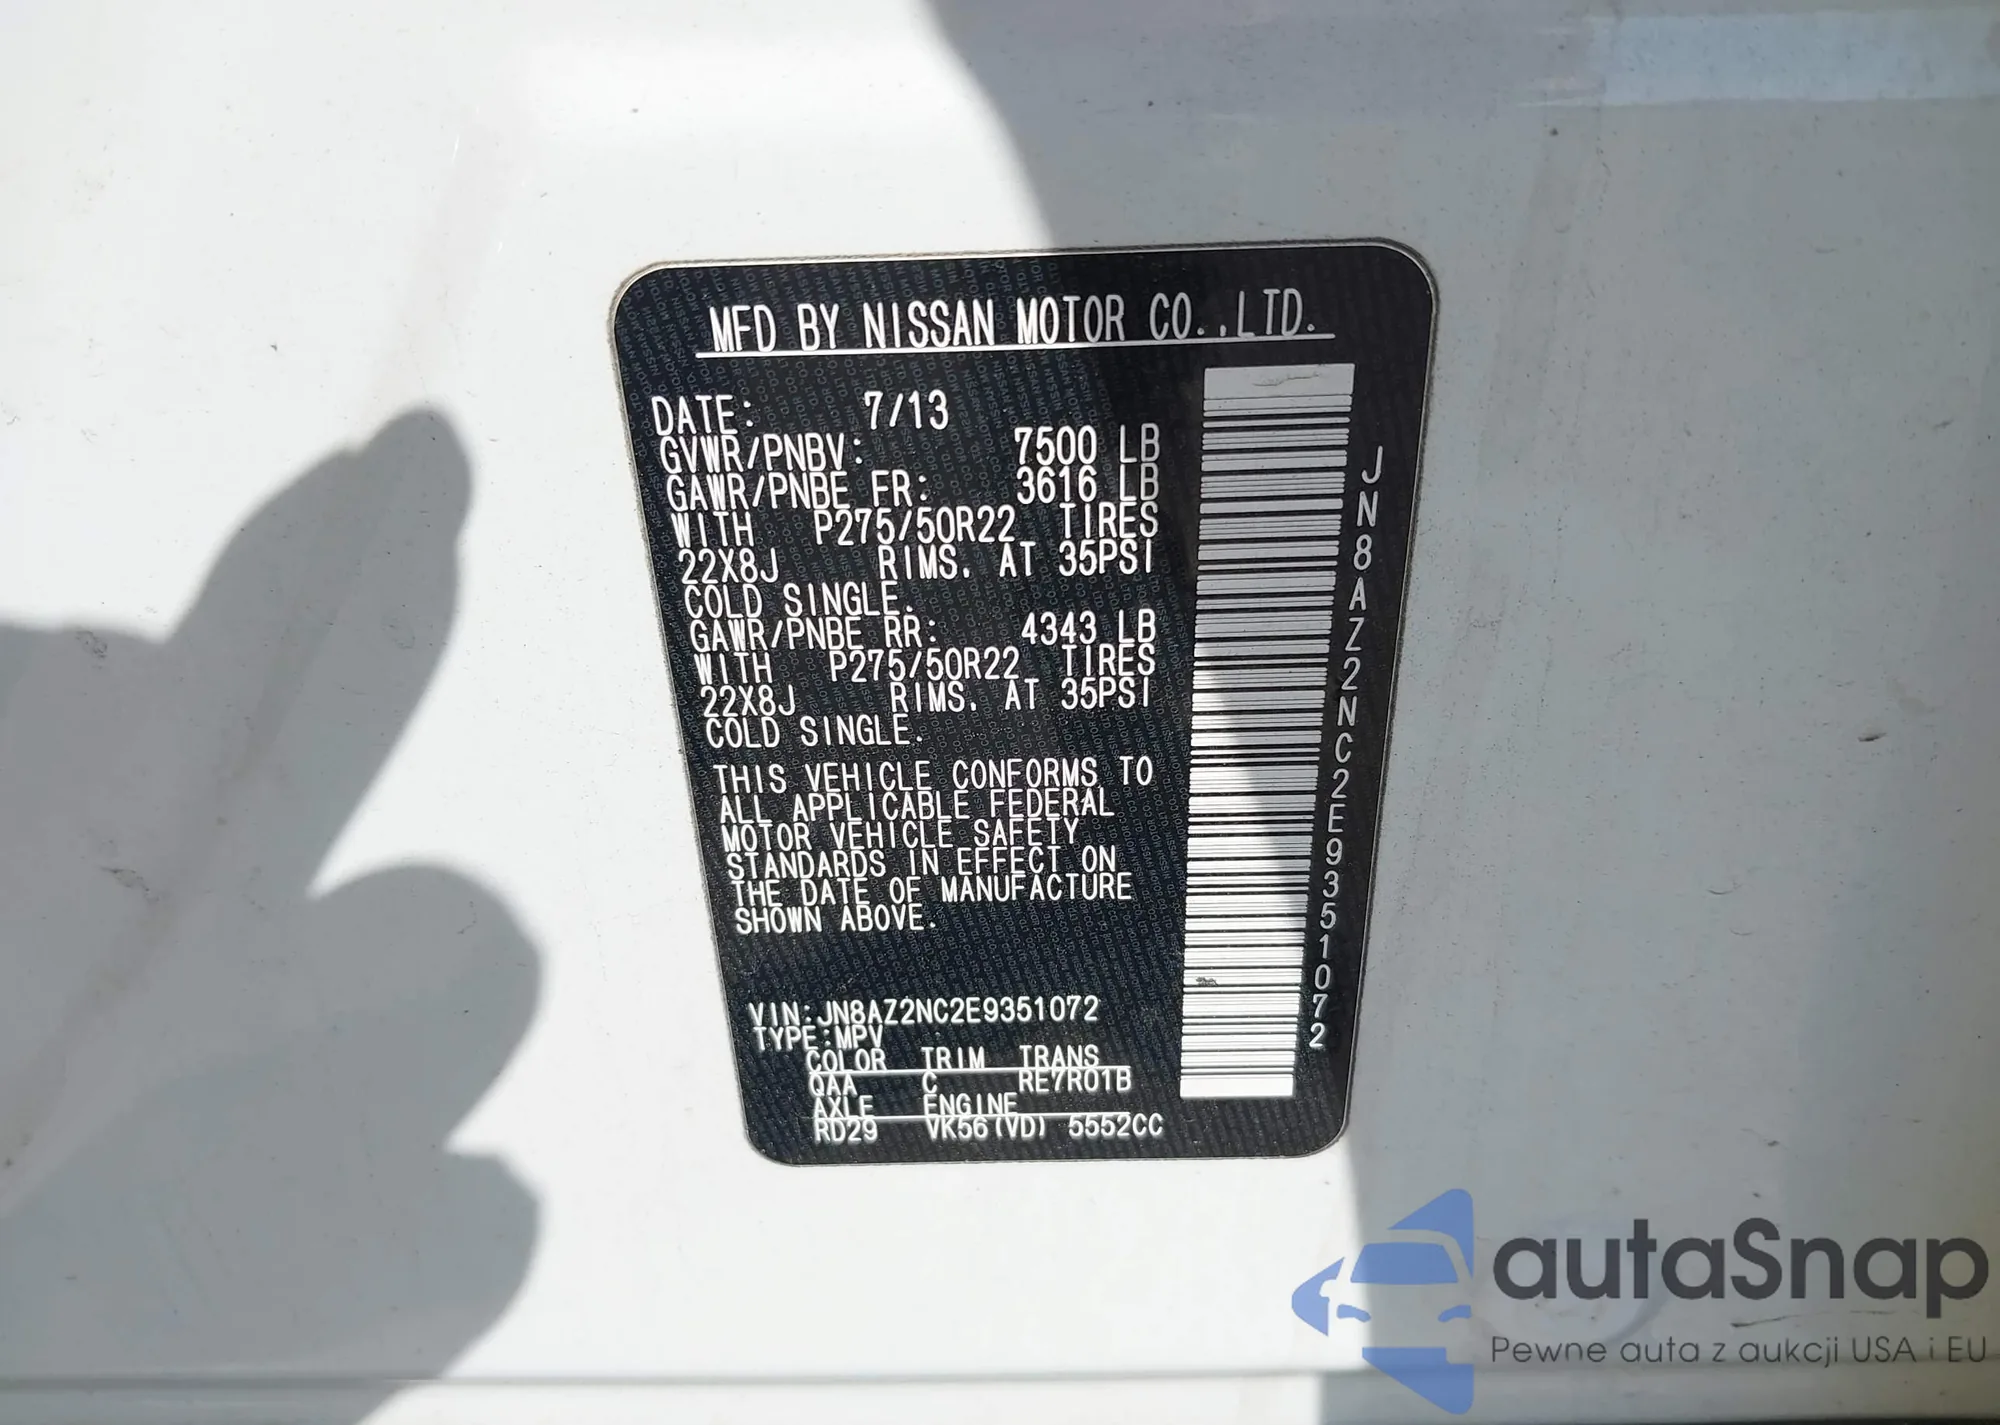 MFD BY NISSAN MOTOR CO.,LTD.
DATE: 7/13
GVWR/PNBV: 7500 LB
GAWR/PNBE FR: 3616 LB
WITH P275/50R22 TIRES
22X8J RIMS. AT 35PSI
COLD SINGLE.
GAWR/PNBE RR: 4343 LB
WITH P275/50R22 TIRES
22X8J RIMS. AT 35PSI
COLD SINGLE.
THIS VEHICLE CONFORMS TO
ALL APPLICABLE FEDERAL
MOTOR VEHICLE SAFETY
STANDARDS IN EFFECT ON
THE DATE OF MANUFACTURE
SHOWN ABOVE.
VIN:JN8AZ2NC2E9351072
TYPE:MPV
COLOR TRIM TRANS
QAA C RE7R01B
AXLE ENGINE
RD29 VK56(VD) 5552CC
JN8AZ2NC2E9351072
autaSnap
Pewne auta z aukcji USA i EU